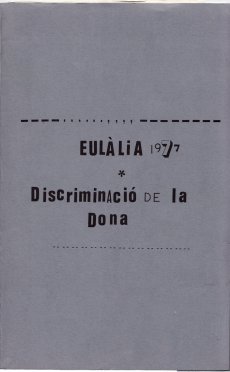 EULÀLiA 1977
*
DiscriminAció DE la
Dona